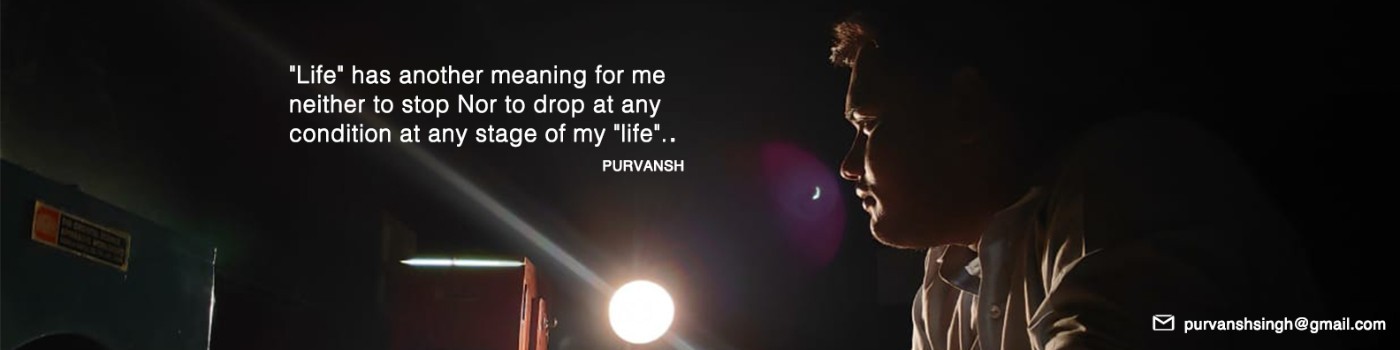 "Life" has another meaning for me
neither to stop Nor to drop at any
condition at any stage of my "life"..
PURVANSH
purvanshsingh@gmail.com